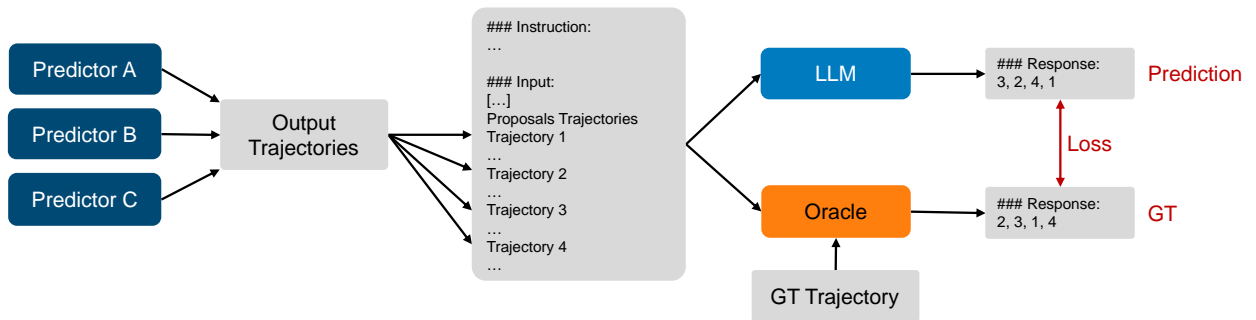 Predictor A
Predictor B
Predictor C
Output
Trajectories
### Instruction:
…
### Input:
[…]
Proposals Trajectories
Trajectory 1
…
Trajectory 2
…
Trajectory 3
…
Trajectory 4
…
LLM
Oracle
GT Trajectory
### Response:
3, 2, 4, 1
Prediction
Loss
### Response:
2, 3, 1, 4
GT